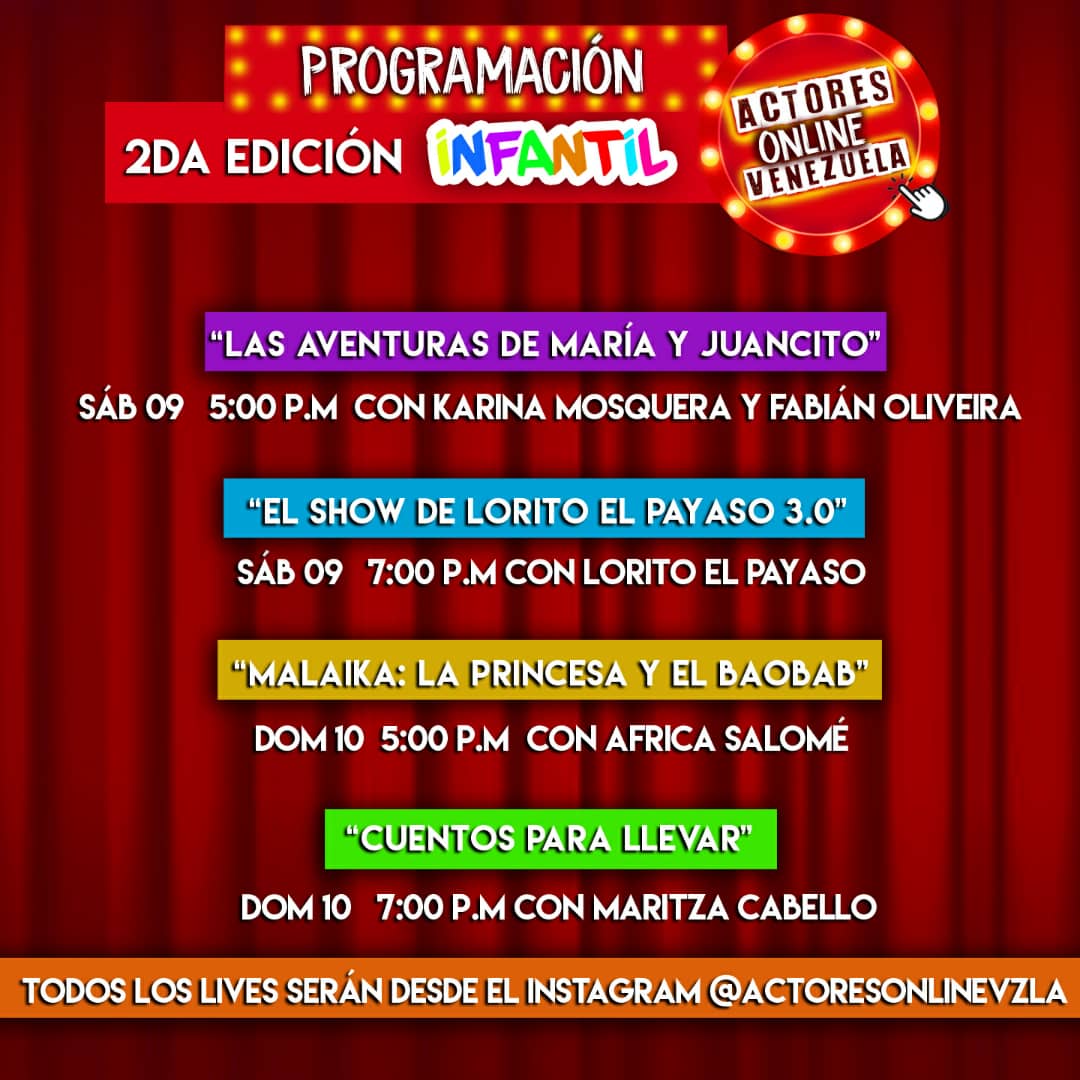 PROGRAMACIÓN
2DA EDICIÓN iNFANTiL
ACTORES
ONLINE
VENEZUELA
“LAS AVENTURAS DE MARÍA Y JUANCITO”
SÁB 09 5:00 P.M CON KARINA MOSQUERA Y FABIÁN OLIVEIRA
“EL SHOW DE LORITO EL PAYASO 3.0”
SÁB 09 7:00 P.M CON LORITO EL PAYASO
“MALAIKA: LA PRINCESA Y EL BAOBAB”
DOM 10 5:00 P.M CON AFRICA SALOMÉ
“CUENTOS PARA LLEVAR”
DOM 10 7:00 P.M CON MARITZA CABELLO
TODOS LOS LIVES SERÁN DESDE EL INSTAGRAM @ACTORESONLINEVZLA